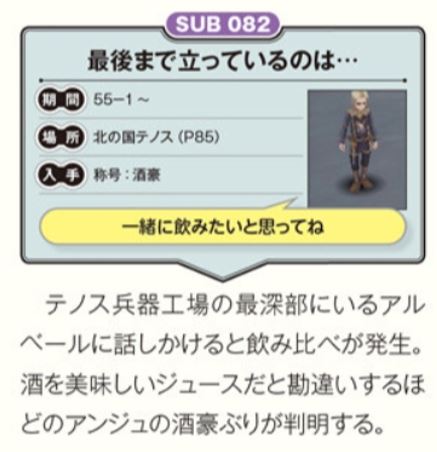 SUB 082
最後まで立っているのは…
期間 55-1～
場所 北の国テノス（P85）
入手 称号：酒豪
一緒に飲みたいと思ってね
テノス兵器工場の最深部にいるアル
ベールに話しかけると飲み比べが発生。
酒を美味しいジュースだと勘違いするほ
どのアンジュの酒豪ぶりが判明する。